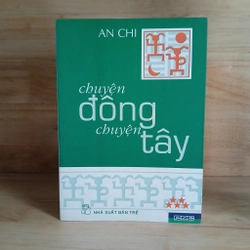 AN CHI
chuyện
đông
chuyện
tây
NHÀ XUẤT BẢN TRẺ